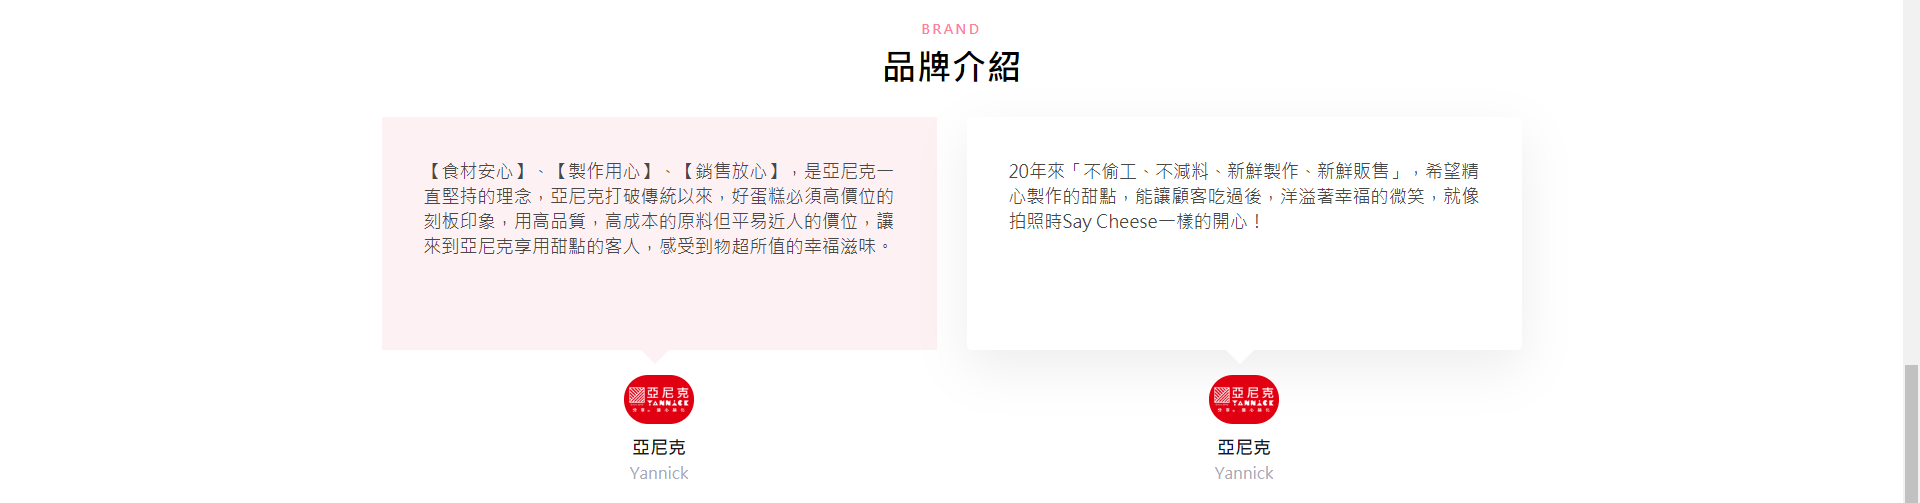 BRAND
品牌介紹
【食材安心】、【製作用心】、【銷售放心】，是亞尼克一
直堅持的理念，亞尼克打破傳統以來，好蛋糕必須高價位的
刻板印象，用高品質，高成本的原料但平易近人的價位，讓
來到亞尼克享用甜點的客人，感受到物超所值的幸福滋味。
亞尼克
YANNICK
亞尼克
Yannick
20年來「不偷工、不減料、新鮮製作、新鮮販售」，希望精
心製作的甜點，能讓顧客吃過後，洋溢著幸福的微笑，就像
拍照時Say Cheese一樣的開心！
亞尼克
YANNICK
亞尼克
Yannick